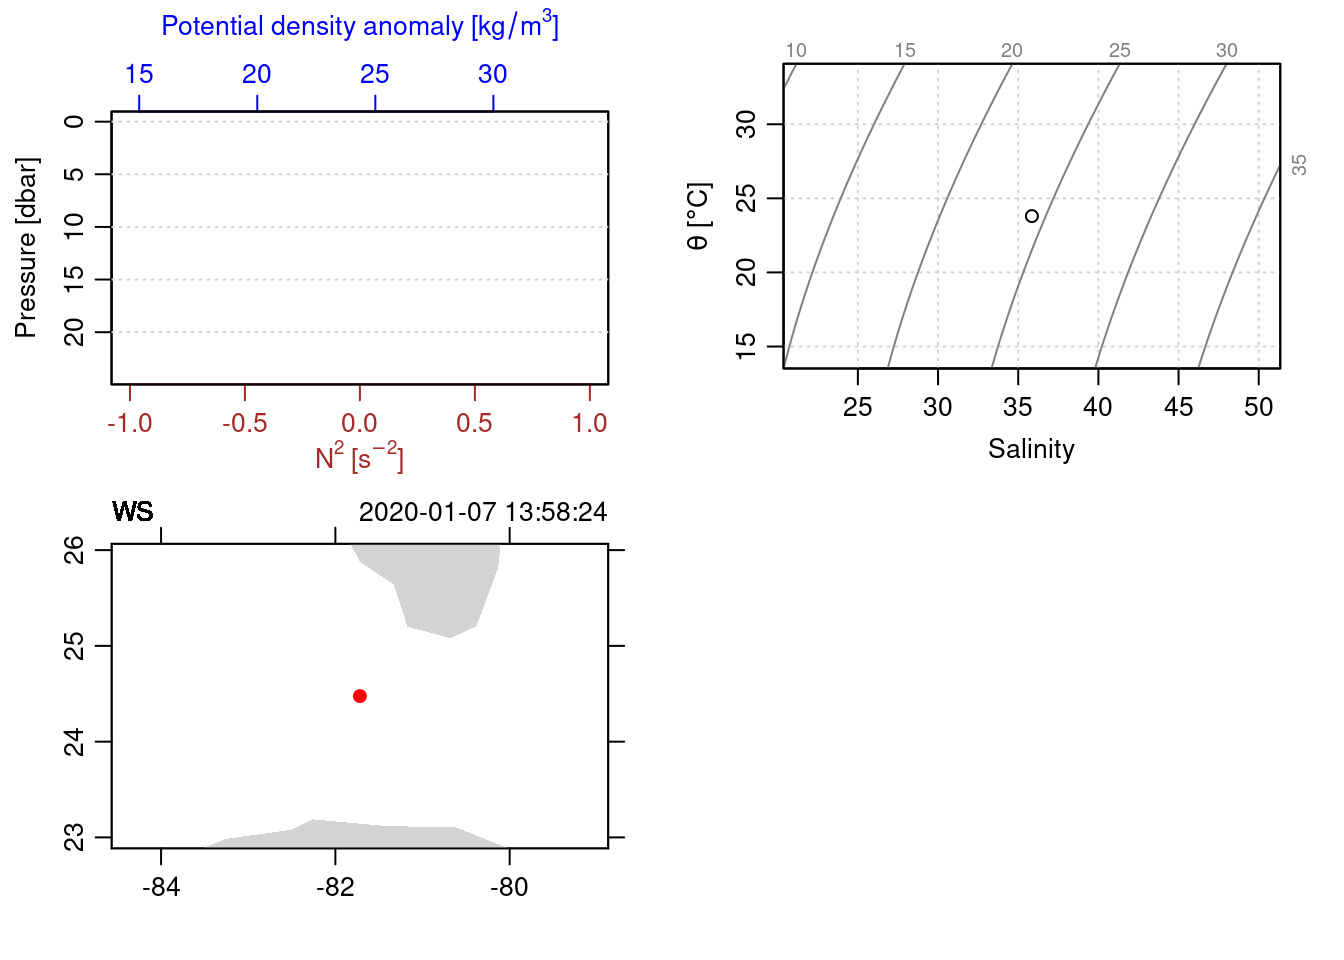 Potential density anomaly [kg/m³]
15 20 25 30
0
5
10
15
20
Pressure [dbar]
-1.0 -0.5 0.0 0.5 1.0
N² [s⁻²]
10 15 20 25 30
35
30
25
20
15
θ [°C]
25 30 35 40 45 50
Salinity
WS 2020-01-07 13:58:24
26
25
24
23
-84 -82 -80